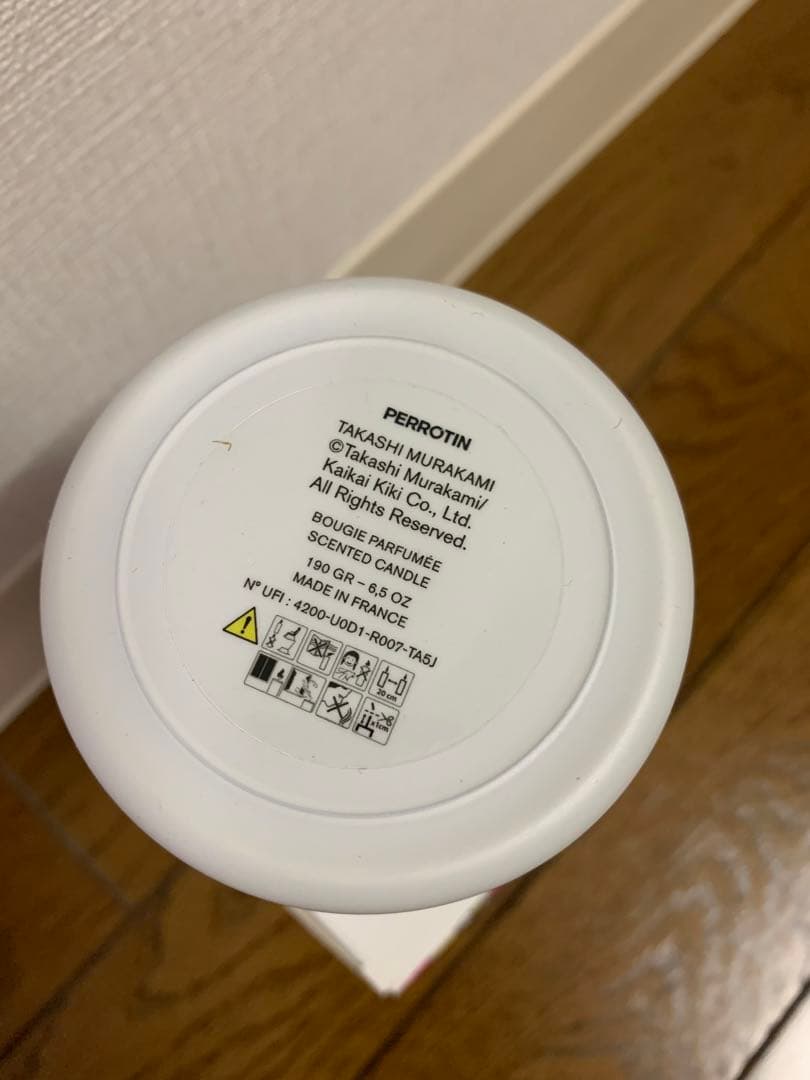 PERROTIN
TAKASHI MURAKAMI
©Takashi Murakami/
Kaikai Kiki Co., Ltd.
All Rights Reserved.
BOUGIE PARFUMÉE
SCENTED CANDLE
190 GR – 6,5 OZ
MADE IN FRANCE
N° UFI : 4200-U0D1-R007-TA5J
20 cm
x1cm